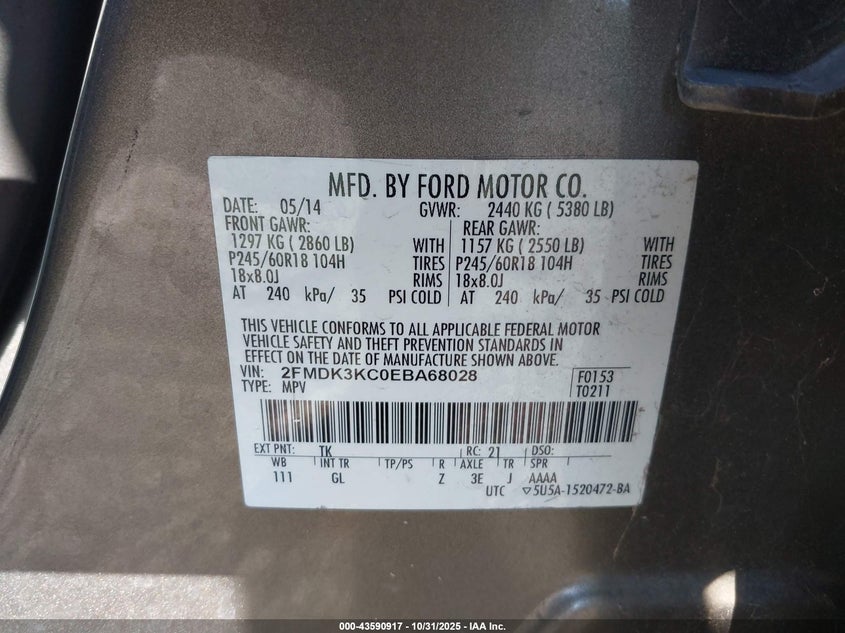 MFD. BY FORD MOTOR CO.
DATE: 05/14 GVWR: 2440 KG ( 5380 LB)
FRONT GAWR: REAR GAWR:
1297 KG ( 2860 LB) WITH 1157 KG ( 2550 LB) WITH
P245/60R18 104H TIRES P245/60R18 104H TIRES
18x8.0J RIMS 18x8.0J RIMS
AT 240 kPa/ 35 PSI COLD AT 240 kPa/ 35 PSI COLD
THIS VEHICLE CONFORMS TO ALL APPLICABLE FEDERAL MOTOR
VEHICLE SAFETY AND THEFT PREVENTION STANDARDS IN
EFFECT ON THE DATE OF MANUFACTURE SHOWN ABOVE.
VIN: 2FMDK3KC0EBA68028 F0153
TYPE: MPV T0211
EXT PNT: TK RC: 21 DSO:
WB INT TR TP/PS R AXLE TR SPR
111 GL Z 3E J AAAA
UTC ▽5U5A-1520472-BA
000-43590917 - 10/31/2025 - IAA Inc.